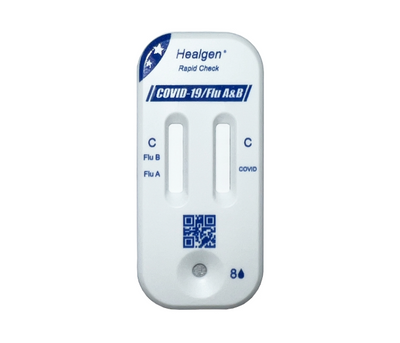 Healgen
Rapid Check
COVID-19/Flu A&B
C C
Flu B
Flu A COVID
8